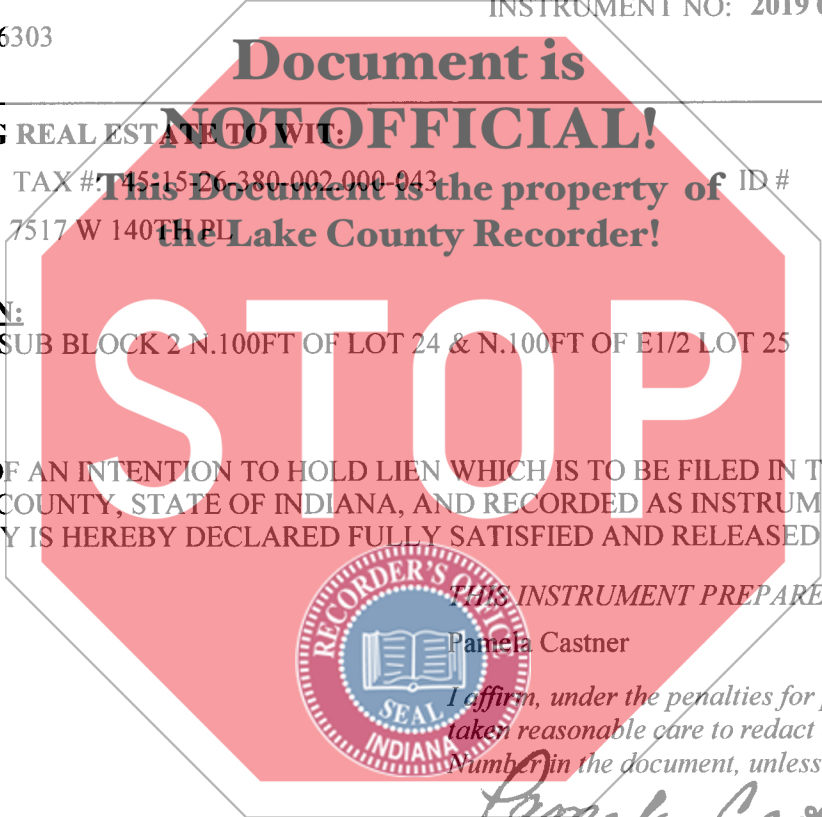 INSTRUMENT NO: 2019
6303
Document is
NOT OFFICIAL!
G REAL ESTATE TO WIT:
TAX #: 45-15-26-380-002.000-043 ID #
This Document is the property of
7517 W 140TH PL
the Lake County Recorder!
N:
SUB BLOCK 2 N.100FT OF LOT 24 & N.100FT OF E1/2 LOT 25
STOP
OF AN INTENTION TO HOLD LIEN WHICH IS TO BE FILED IN T
COUNTY, STATE OF INDIANA, AND RECORDED AS INSTRUM
Y IS HEREBY DECLARED FULLY SATISFIED AND RELEASED
RECORDER'S OFFICE
SEAL
INDIANA
THIS INSTRUMENT PREPARE
Pamela Castner
I affirm, under the penalties for
taken reasonable care to redact
Number in the document, unless